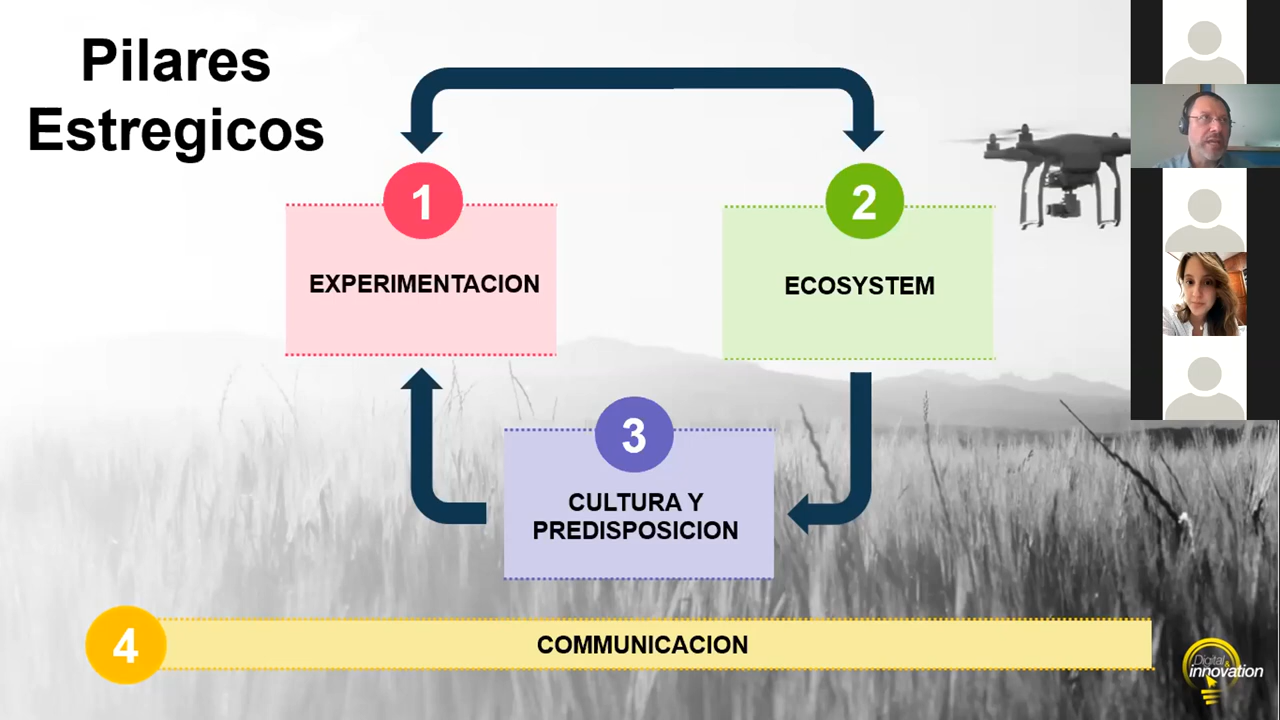 Pilares
Estregicos
1
2
EXPERIMENTACION
ECOSYSTEM
3
CULTURA Y
PREDISPOSICION
4
COMMUNICACION
Digital &
innovation